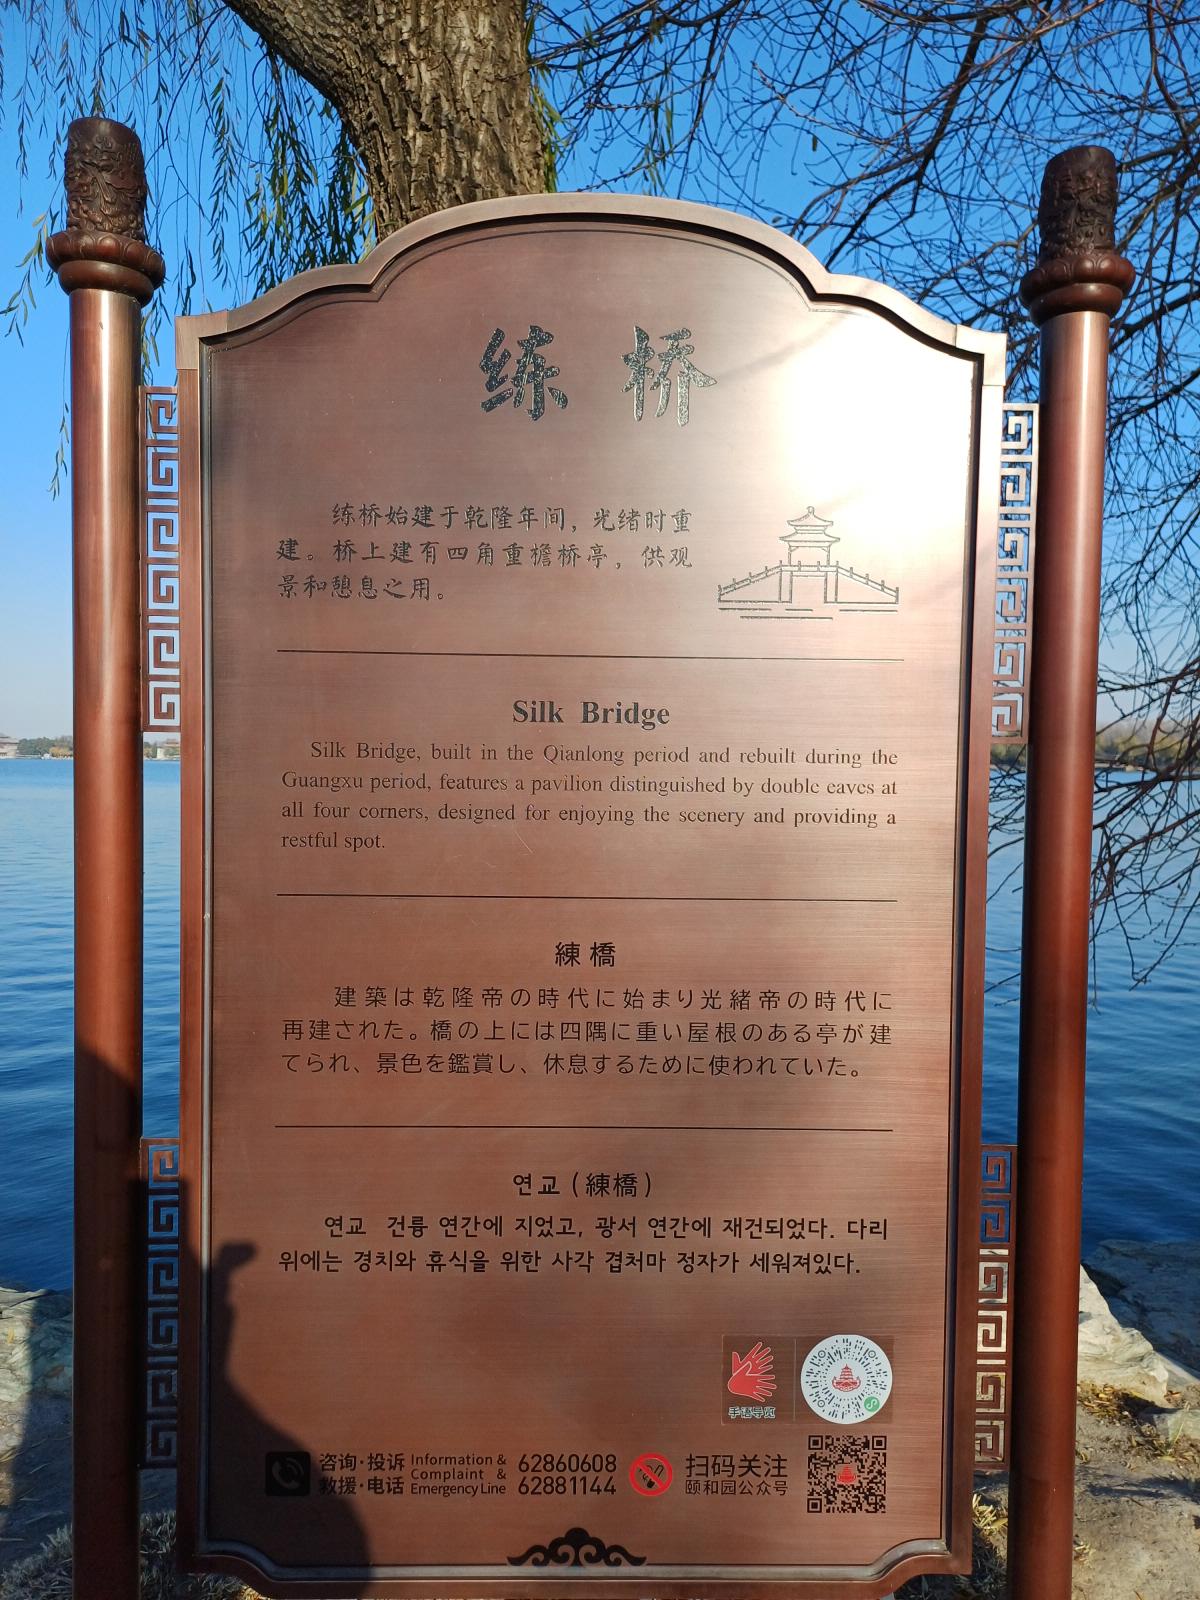 练桥
练桥始建于乾隆年间，光绪时重
建。桥上建有四角重檐桥亭，供观
景和憩息之用。
Silk Bridge
Silk Bridge, built in the Qianlong period and rebuilt during the
Guangxu period, features a pavilion distinguished by double eaves at
all four corners, designed for enjoying the scenery and providing a
restful spot.
練橋
建築は乾隆帝の時代に始まり光緒帝の時代に
再建された。橋の上には四隅に重い屋根のある亭が建
てられ、景色を鑑賞し、休息するために使われていた。
연교（練橋）
연교 건륭 연간에 지었고, 광서 연간에 재건되었다. 다리
위에는 경치와 휴식을 위한 사각 겹처마 정자가 세워져있다.
手语导览
咨询·投诉
救援·电话
Information &
Complaint &
Emergency Line
62860608
62881144
扫码关注
颐和园公众号